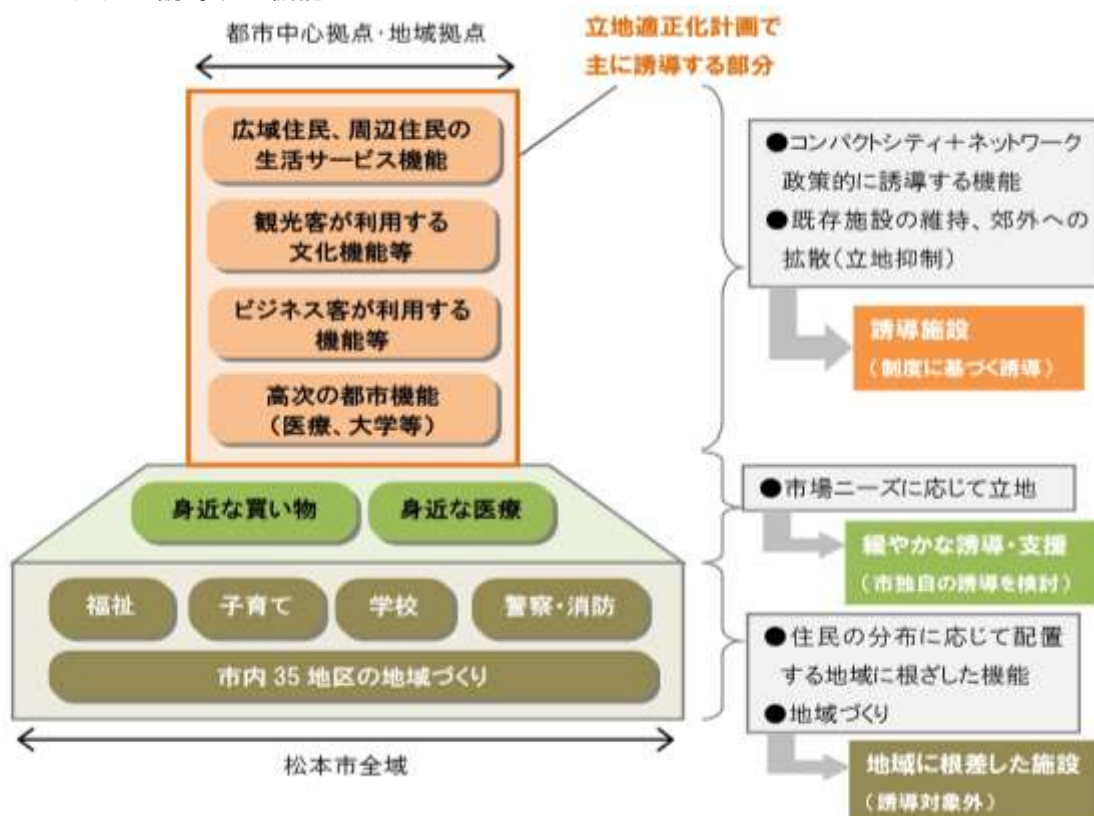 都市中心拠点・地域拠点
立地適正化計画で
主に誘導する部分
広域住民、周辺住民の
生活サービス機能
観光客が利用する
文化機能等
ビジネス客が利用する
機能等
高次の都市機能
（医療、大学等）
●コンパクトシティ＋ネットワーク
政策的に誘導する機能
●既存施設の維持、郊外への
拡散（立地抑制）
誘導施設
（制度に基づく誘導）
身近な買い物
身近な医療
●市場ニーズに応じて立地
緩やかな誘導・支援
（市独自の誘導を検討）
福祉
子育て
学校
警察・消防
市内35地区の地域づくり
●住民の分布に応じて配置
する地域に根ざした機能
●地域づくり
地域に根差した施設
（誘導対象外）
松本市全域